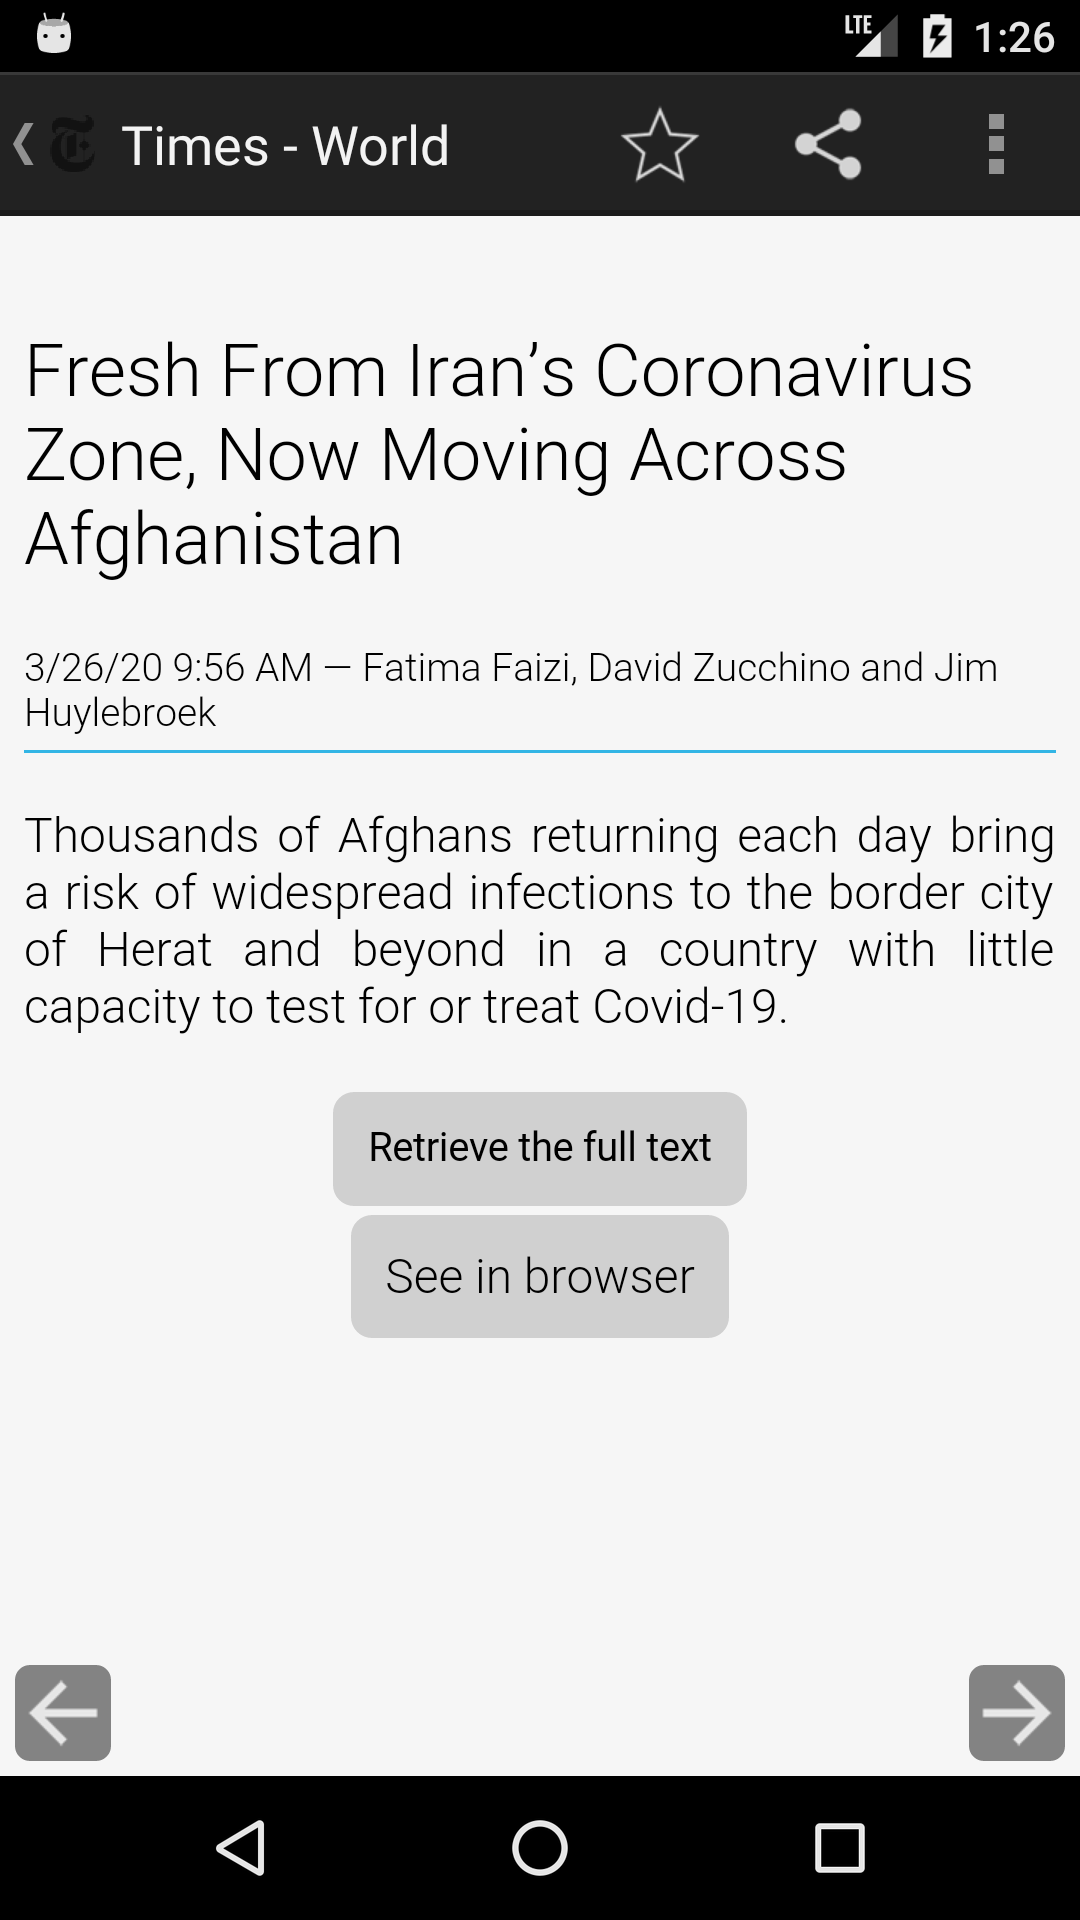 LTE 1:26
Times - World
Fresh From Iran’s Coronavirus
Zone, Now Moving Across
Afghanistan
3/26/20 9:56 AM — Fatima Faizi, David Zucchino and Jim
Huylebroek
Thousands of Afghans returning each day bring
a risk of widespread infections to the border city
of Herat and beyond in a country with little
capacity to test for or treat Covid-19.
Retrieve the full text
See in browser